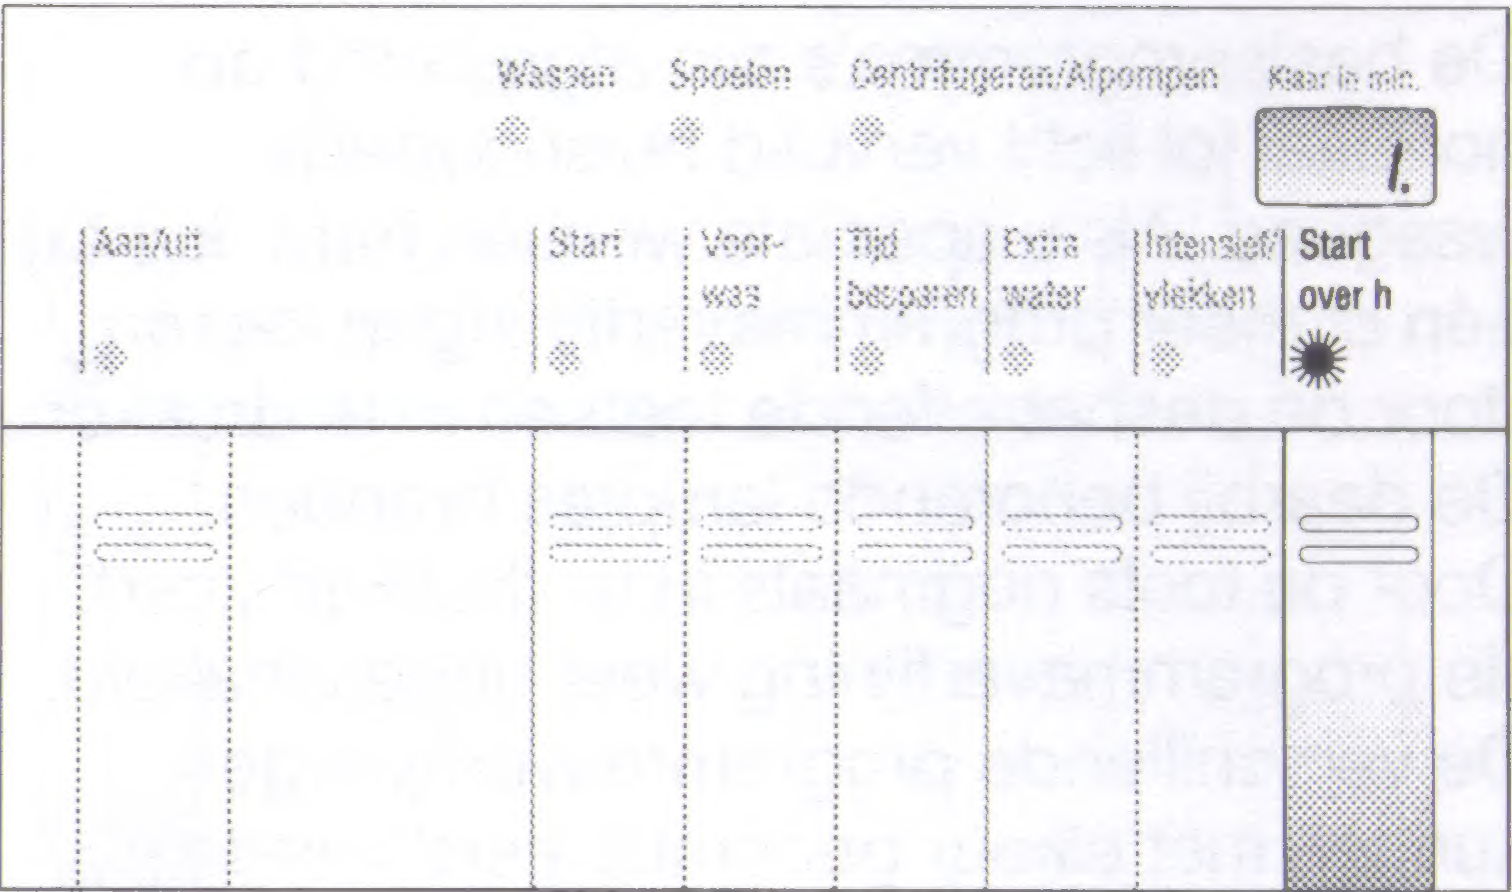 Wassen Spoelen Centrifugeren/Afpompen Klaar in min.
1.
Aan/uit Start Voor- Tijd Extra Intensief/ Start
was besparen water vlekken over h